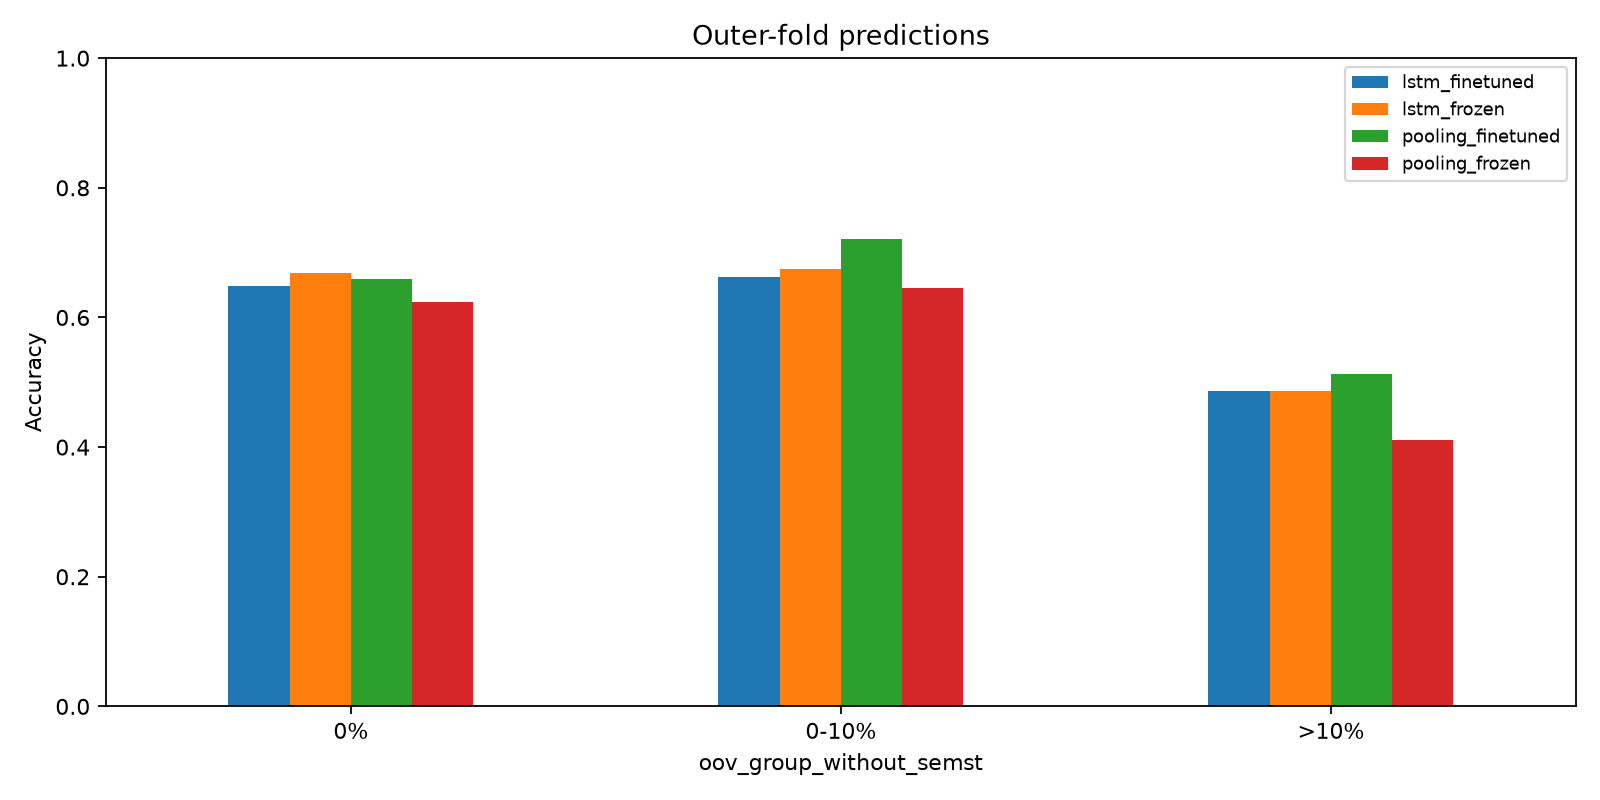 Outer-fold predictions
1.0
0.8
0.6
0.4
0.2
0.0
Accuracy
lstm_finetuned
lstm_frozen
pooling_finetuned
pooling_frozen
0% 0-10% >10%
oov_group_without_semst